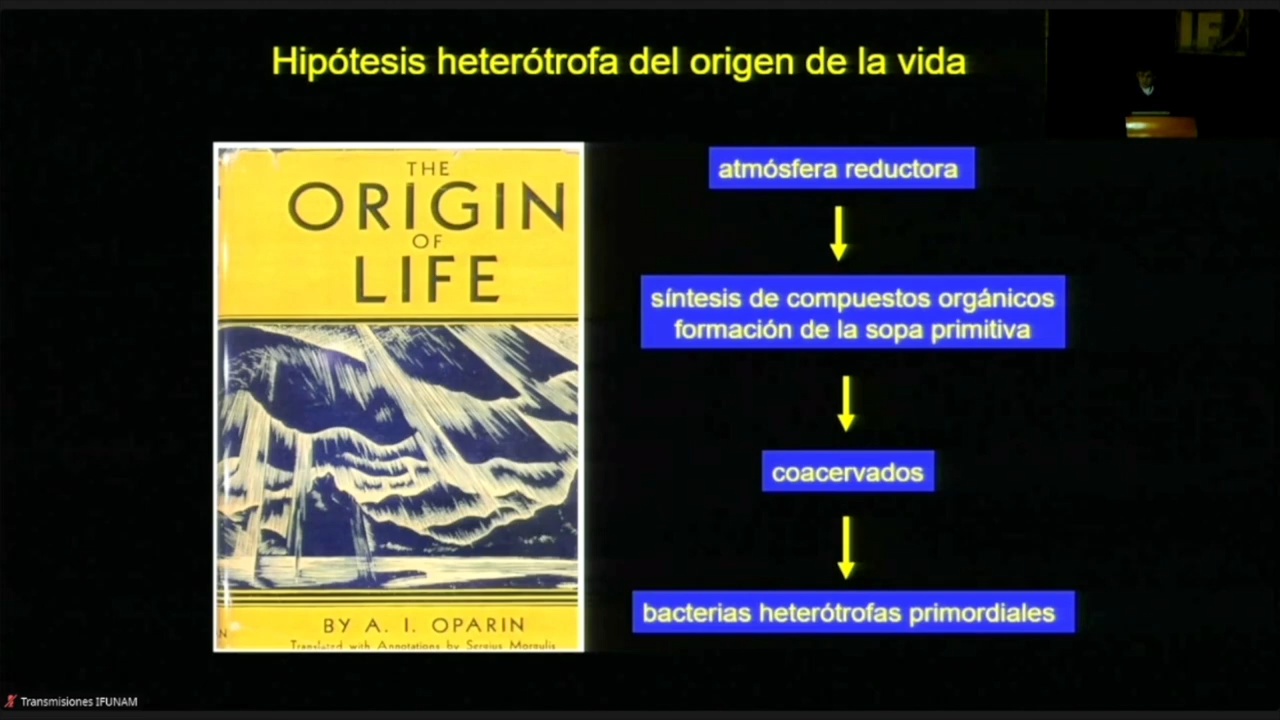 Hipótesis heterótrofa del origen de la vida
IF
THE
ORIGIN
OF
LIFE
BY A. I. OPARIN
Translated with Annotations by Sergius Morgulis
atmósfera reductora
síntesis de compuestos orgánicos
formación de la sopa primitiva
coacervados
bacterias heterótrofas primordiales
Transmisiones IFUNAM